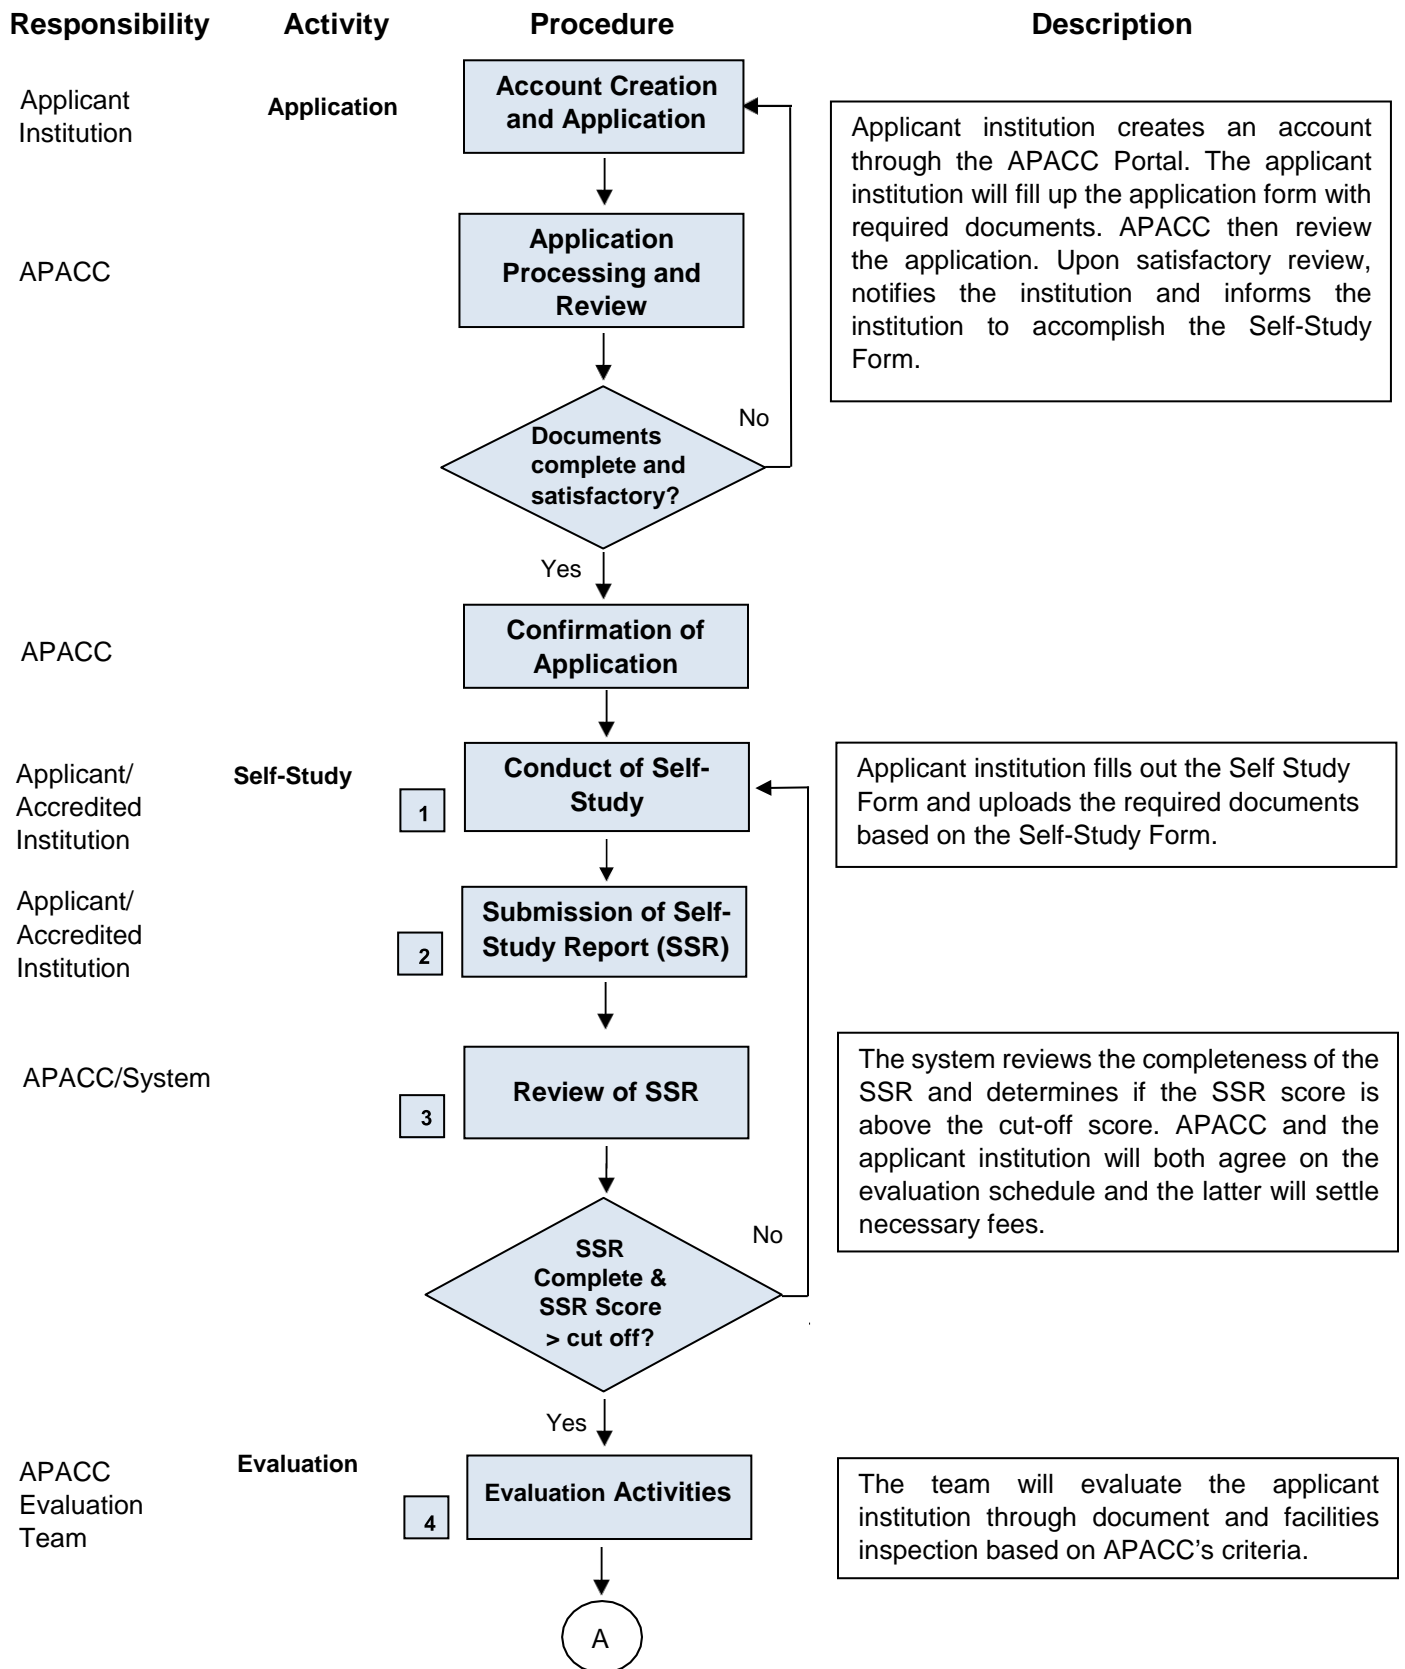 Responsibility Activity Procedure Description
Applicant
Institution
Application
Account Creation
and Application
Applicant institution creates an account
through the APACC Portal. The applicant
institution will fill up the application form with
required documents. APACC then review
the application. Upon satisfactory review,
notifies the institution and informs the
institution to accomplish the Self-Study
Form.
APACC
Application
Processing and
Review
Documents
complete and
satisfactory?
No
Yes
APACC
Confirmation of
Application
Applicant/
Accredited
Institution
Self-Study
1
Conduct of Self-
Study
Applicant institution fills out the Self Study
Form and uploads the required documents
based on the Self-Study Form.
Applicant/
Accredited
Institution
2
Submission of Self-
Study Report (SSR)
APACC/System
3
Review of SSR
The system reviews the completeness of the
SSR and determines if the SSR score is
above the cut-off score. APACC and the
applicant institution will both agree on the
evaluation schedule and the latter will settle
necessary fees.
SSR
Complete &
SSR Score
> cut off?
No
Yes
APACC
Evaluation
Team
Evaluation
4
Evaluation Activities
The team will evaluate the applicant
institution through document and facilities
inspection based on APACC’s criteria.
A